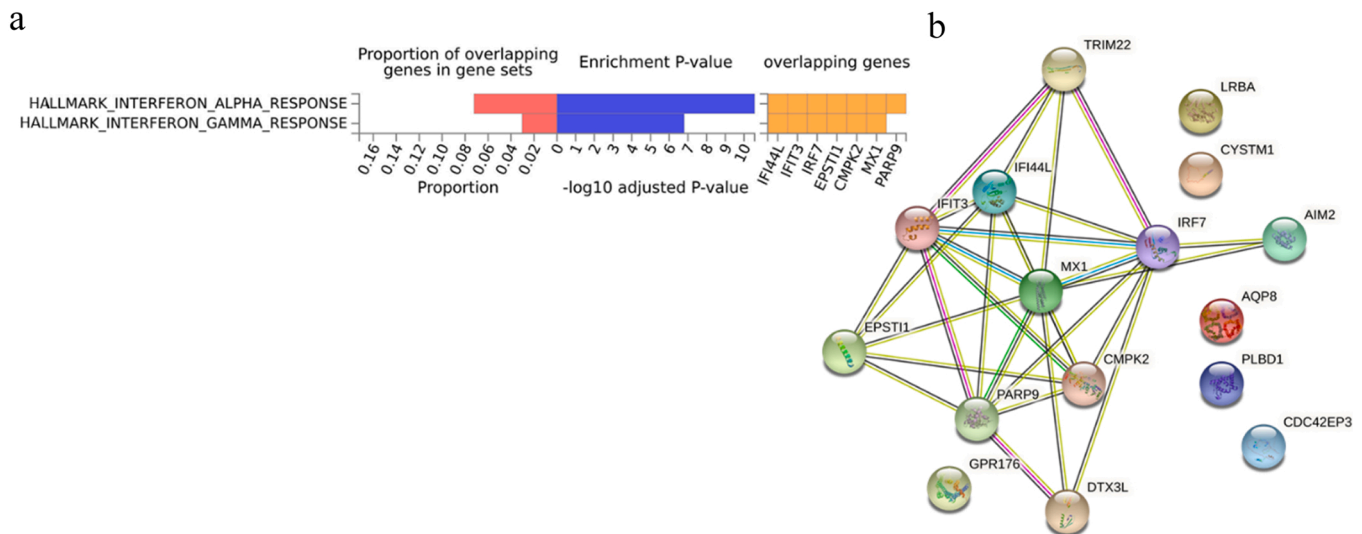 a
Proportion of overlapping
genes in gene sets
Enrichment P-value
overlapping genes
HALLMARK_INTERFERON_ALPHA_RESPONSE
HALLMARK_INTERFERON_GAMMA_RESPONSE
0.16
0.14
0.12
0.10
0.08
0.06
0.04
0.02
0
1
2
3
4
5
6
7
8
9
10
IFI44L
IFIT3
IRF7
EPSTI1
CMPK2
MX1
PARP9
Proportion
-log10 adjusted P-value
b
TRIM22
LRBA
CYSTM1
IFI44L
IFIT3
IRF7
AIM2
MX1
AQP8
EPSTI1
CMPK2
PLBD1
PARP9
CDC42EP3
GPR176
DTX3L